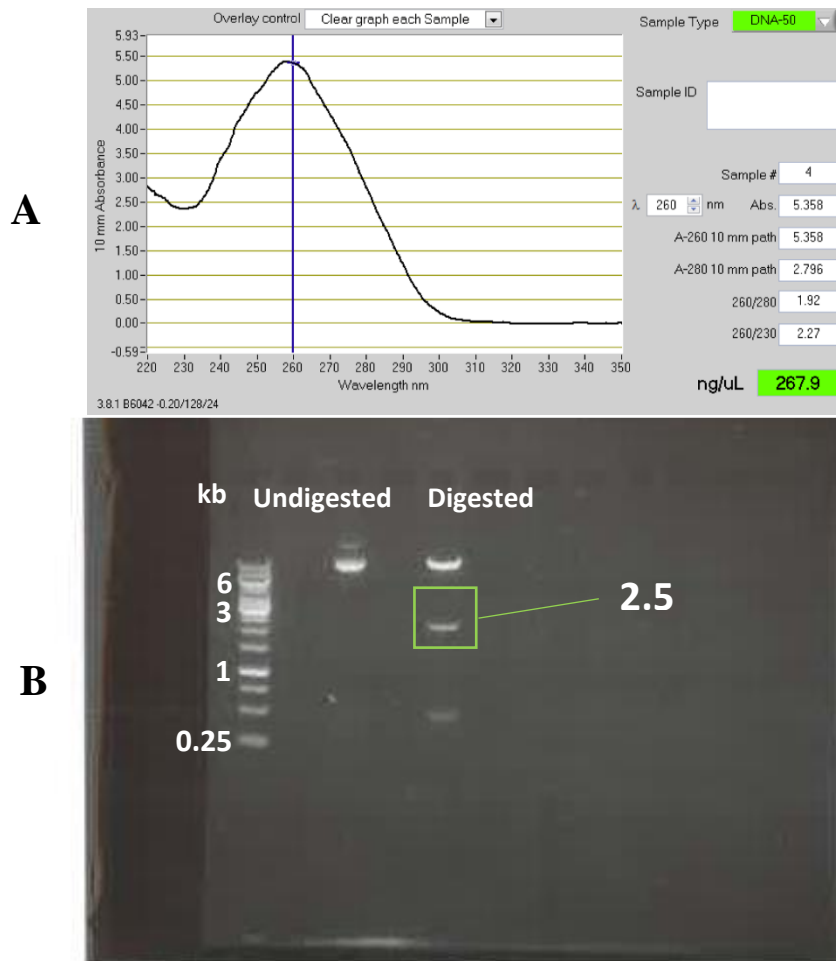 Overlay control Clear graph each Sample
Sample Type DNA-50
5.93
5.50
5.00
4.50
4.00
3.50
3.00
2.50
2.00
1.50
1.00
0.50
0.00
-0.59
10 mm Absorbance
220 230 240 250 260 270 280 290 300 310 320 330 340 350
Wavelength nm
3.8.1 B6042 -0.20/128/24
Sample ID
Sample # 4
λ 260 nm Abs. 5.358
A-260 10 mm path 5.358
A-280 10 mm path 2.796
260/280 1.92
260/230 2.27
ng/uL 267.9
A
kb Undigested Digested
6
3
1
0.25
2.5
B